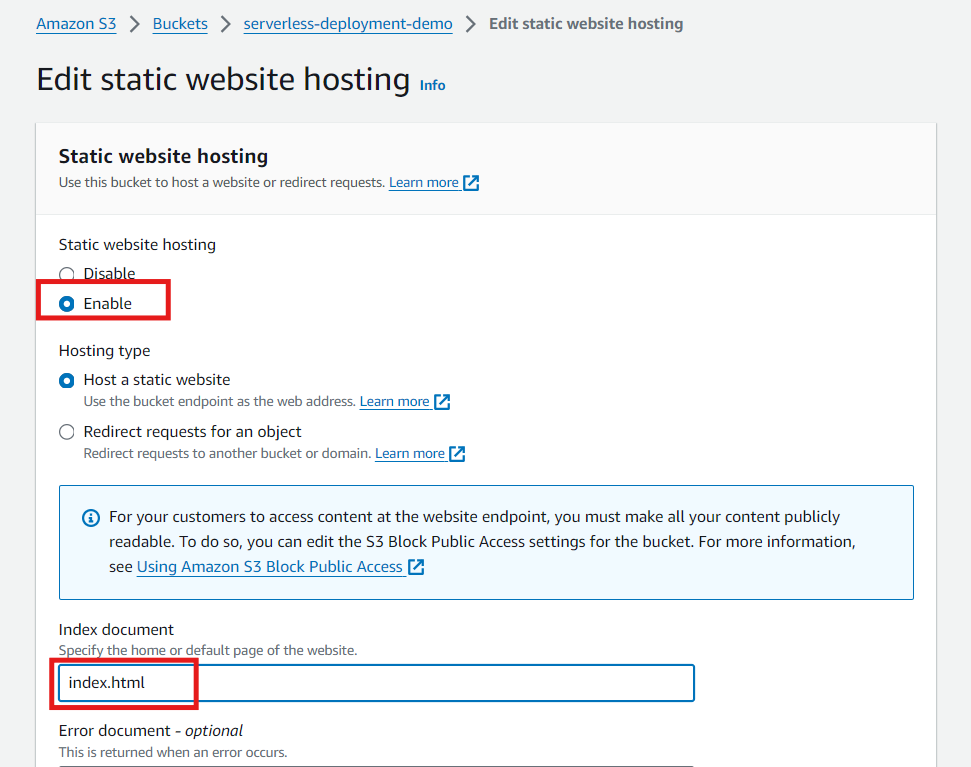 Amazon S3 > Buckets > serverless-deployment-demo > Edit static website hosting
Edit static website hosting Info
Static website hosting
Use this bucket to host a website or redirect requests. Learn more
Static website hosting
Disable
Enable
Hosting type
Host a static website
Use the bucket endpoint as the web address. Learn more
Redirect requests for an object
Redirect requests to another bucket or domain. Learn more
For your customers to access content at the website endpoint, you must make all your content publicly
readable. To do so, you can edit the S3 Block Public Access settings for the bucket. For more information,
see Using Amazon S3 Block Public Access
Index document
Specify the home or default page of the website.
index.html
Error document - optional
This is returned when an error occurs.